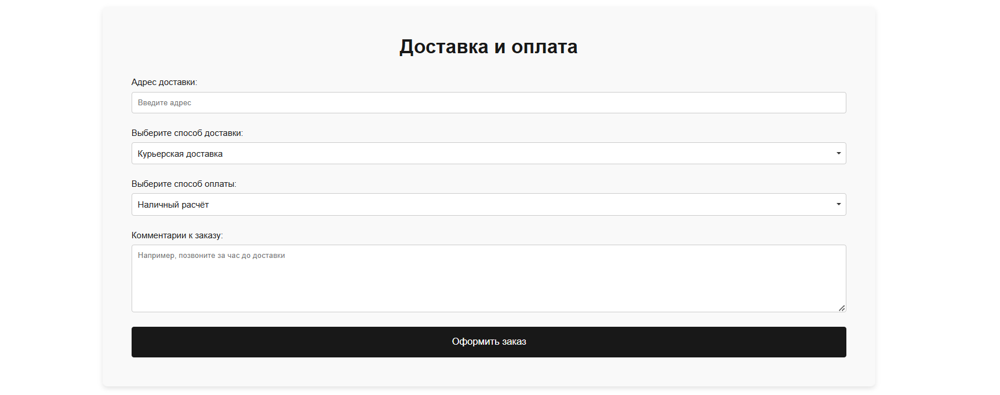 Доставка и оплата
Адрес доставки:
Введите адрес
Выберите способ доставки:
Курьерская доставка
Выберите способ оплаты:
Наличный расчёт
Комментарии к заказу:
Например, позвоните за час до доставки
Оформить заказ